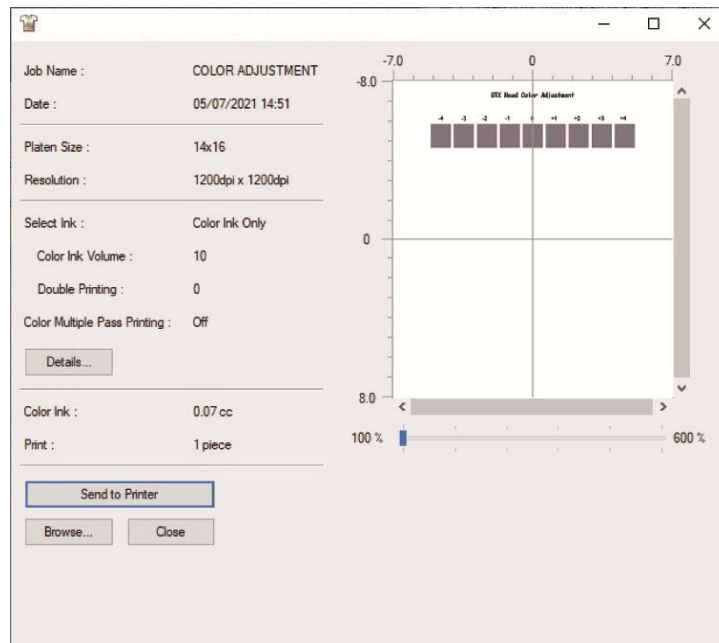 Job Name : COLOR ADJUSTMENT
Date : 05/07/2021 14:51
Platen Size : 14x16
Resolution : 1200dpi x 1200dpi
Select Ink : Color Ink Only
Color Ink Volume : 10
Double Printing : 0
Color Multiple Pass Printing : Off
Details...
Color Ink : 0.07 cc
Print : 1 piece
Send to Printer
Browse... Close
-7.0 0 7.0
-8.0
GTX Head Color Adjustment
-4 -3 -2 -1 0 +1 +2 +3 +4
0
8.0
100 % 600 %